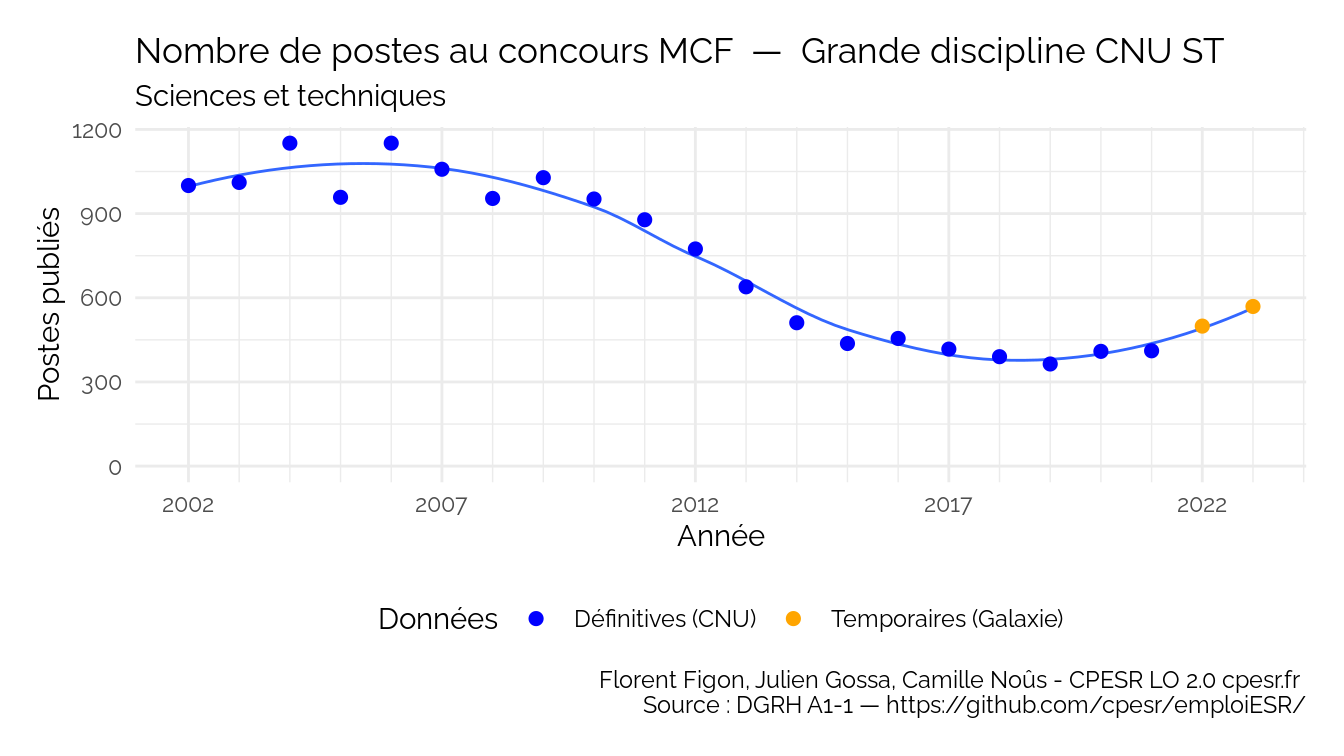 Nombre de postes au concours MCF — Grande discipline CNU ST
Sciences et techniques
Postes publiés
1200
900
600
300
0
2002 2007 2012 2017 2022
Année
Données Définitives (CNU) Temporaires (Galaxie)
Florent Figon, Julien Gossa, Camille Noûs - CPESR LO 2.0 cpesr.fr
Source : DGRH A1-1 — https://github.com/cpesr/emploiESR/